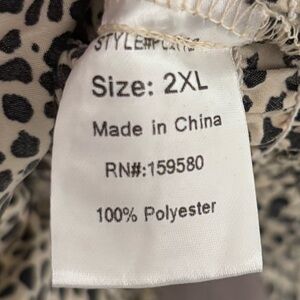 Size: 2XL
Made in China
RN#:159580
100% Polyester